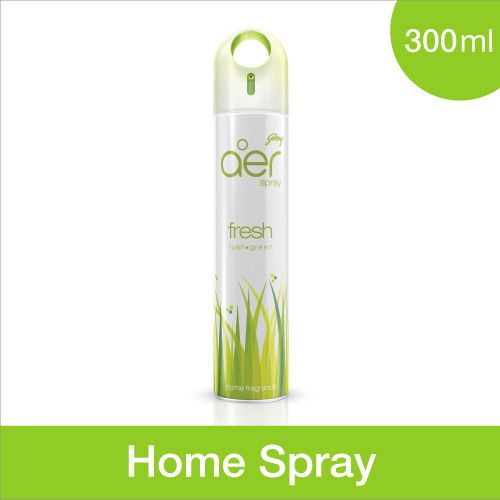 300ml
Godrej
aer
spray
fresh
lush•green
home fragrance
Home Spray